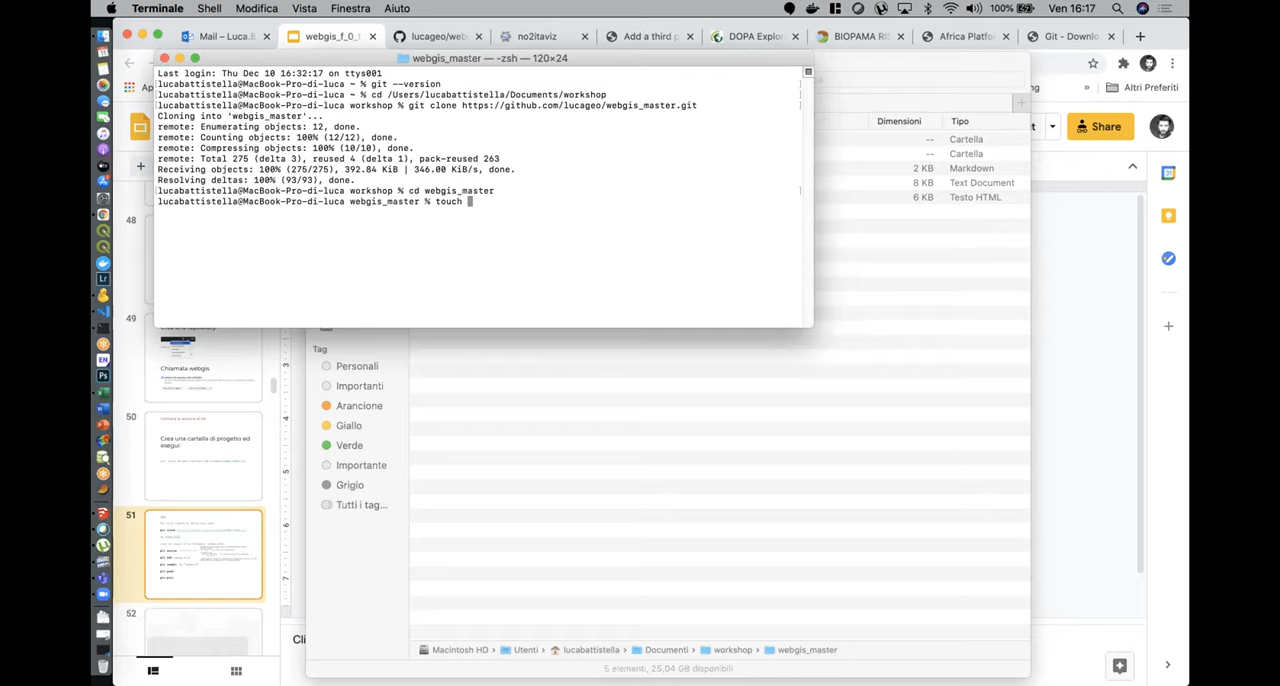 Terminale Shell Modifica Vista Finestra Aiuto 100% Ven 16:17
Mail – Luca.B webgis_f_0_t lucageo/web no2itaviz Add a third p DOPA Explor BIOPAMA RI Africa Platfo Git - Downlo
webgis_master — -zsh — 120×24
Last login: Thu Dec 10 16:32:17 on ttys001
lucabattistella@MacBook-Pro-di-luca ~ % git --version
lucabattistella@MacBook-Pro-di-luca ~ % cd /Users/lucabattistella/Documents/workshop
lucabattistella@MacBook-Pro-di-luca workshop % git clone https://github.com/lucageo/webgis_master.git
Cloning into 'webgis_master'...
remote: Enumerating objects: 12, done.
remote: Counting objects: 100% (12/12), done.
remote: Compressing objects: 100% (10/10), done.
remote: Total 275 (delta 3), reused 4 (delta 1), pack-reused 263
Receiving objects: 100% (275/275), 392.84 KiB | 346.00 KiB/s, done.
Resolving deltas: 100% (93/93), done.
lucabattistella@MacBook-Pro-di-luca workshop % cd webgis_master
lucabattistella@MacBook-Pro-di-luca webgis_master % touch
Ap
ng » Altri Preferiti
Share
Dimensioni Tipo
-- Cartella
-- Cartella
2 KB Markdown
8 KB Text Document
6 KB Testo HTML
48
49
Chiamala webgis
50
Crea una cartella di progetto ed
esegui:
51
52
Tag
Personali
Importanti
Arancione
Giallo
Verde
Importante
Grigio
Tutti i tag...
Cli
Macintosh HD › Utenti › lucabattistella › Documenti › workshop › webgis_master
5 elementi, 25,04 GB disponibili